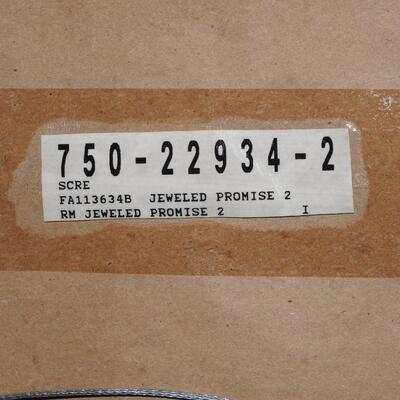 750-22934-2
SCRE
FA113634B JEWELED PROMISE 2
RM JEWELED PROMISE 2 I